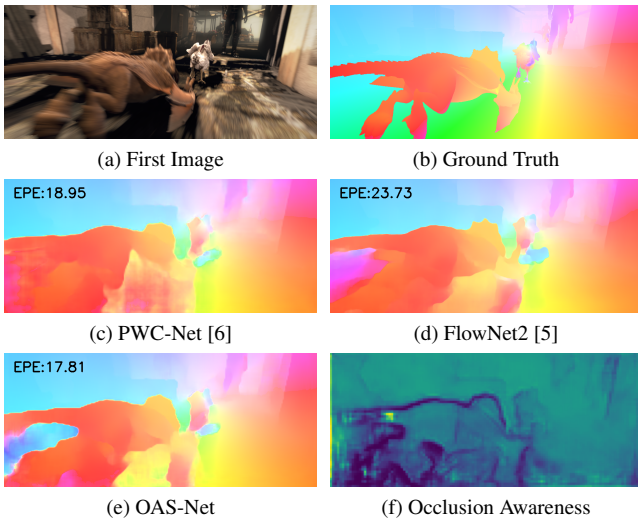 (a) First Image
(b) Ground Truth
EPE:18.95
EPE:23.73
(c) PWC-Net [6]
(d) FlowNet2 [5]
EPE:17.81
(e) OAS-Net
(f) Occlusion Awareness